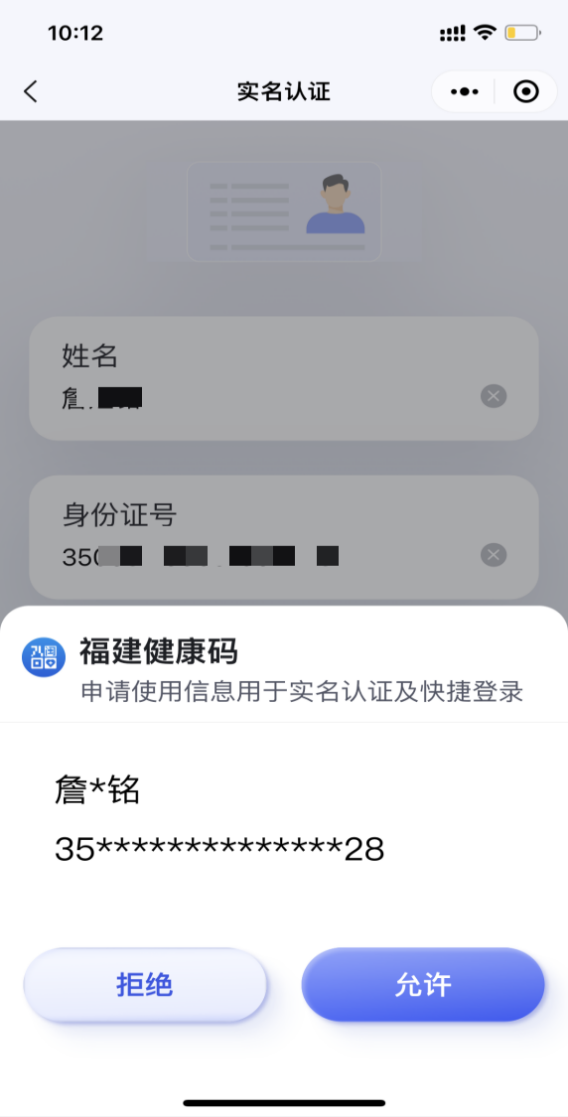 10:12
实名认证
姓名
詹
身份证号
350
福建健康码
申请使用信息用于实名认证及快捷登录
詹*铭
35**************28
拒绝
允许